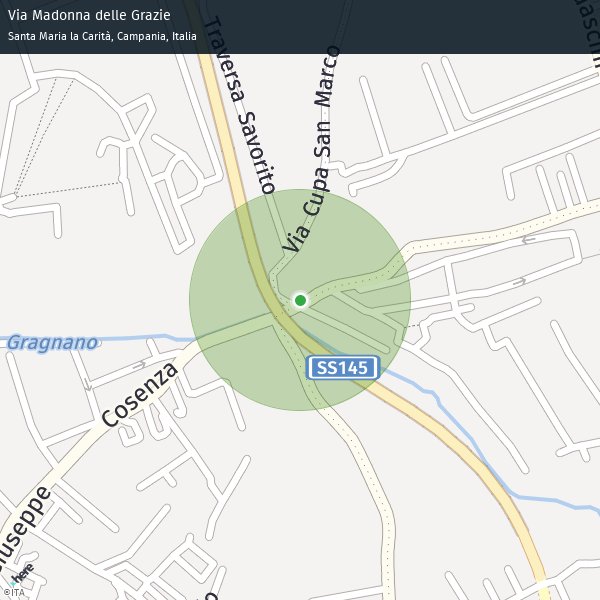 Via Madonna delle Grazie
Santa Maria la Carità, Campania, Italia
Traversa Savorito
Via Cupa San Marco
Gragnano
SS145
Cosenza
iuseppe
here
©ITA